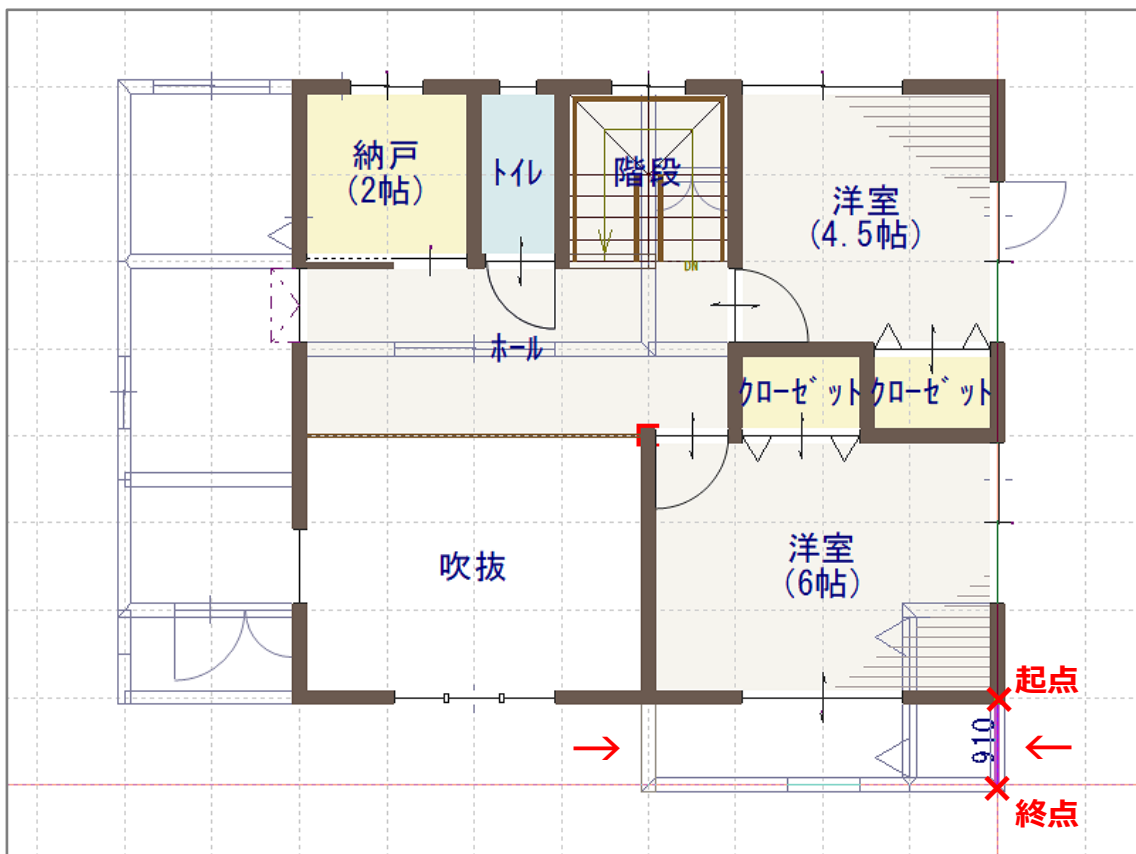 納戸
(2帖)
ﾄｲﾚ
階段
DN
洋室
(4.5帖)
ﾎｰﾙ
ｸﾛｰｾﾞｯﾄ
ｸﾛｰｾﾞｯﾄ
吹抜
洋室
(6帖)
起点
910
終点